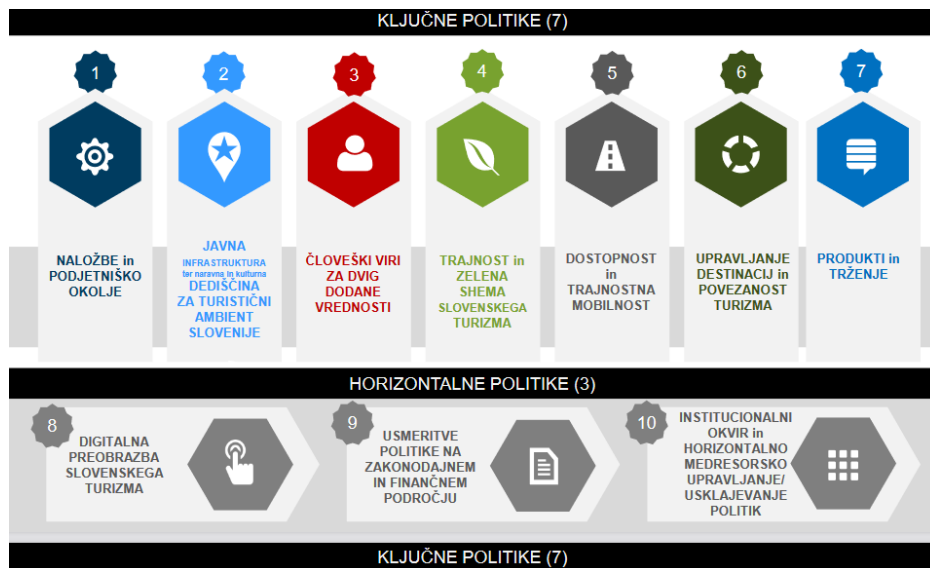 KLJUČNE POLITIKE (7)
1
2
3
4
5
6
7
NALOŽBE in
PODJETNIŠKO
OKOLJE
JAVNA
INFRASTRUKTURA
ter naravna in kulturna
DEDIŠČINA
ZA TURISTIČNI
AMBIENT
SLOVENIJE
ČLOVEŠKI VIRI
ZA DVIG
DODANE
VREDNOSTI
TRAJNOST in
ZELENA
SHEMA
SLOVENSKEGA
TURIZMA
DOSTOPNOST
in
TRAJNOSTNA
MOBILNOST
UPRAVLJANJE
DESTINACIJ in
POVEZANOST
TURIZMA
PRODUKTI in
TRŽENJE
HORIZONTALNE POLITIKE (3)
8
DIGITALNA
PREOBRAZBA
SLOVENSKEGA
TURIZMA
9
USMERITVE
POLITIKE NA
ZAKONODAJNEM
IN FINANČNEM
PODROČJU
10
INSTITUCIONALNI
OKVIR in
HORIZONTALNO
MEDRESORSKO
UPRAVLJANJE/
USKLAJEVANJE
POLITIK
KLJUČNE POLITIKE (7)